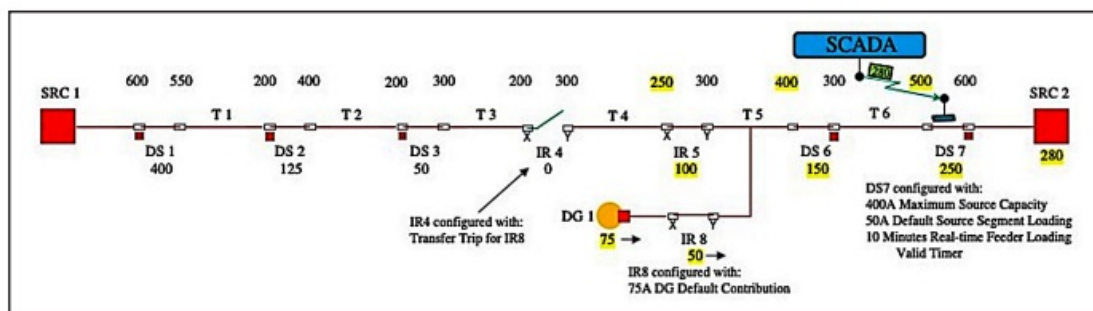 SCADA
280
600 550 200 400 200 300 200 300 250 300 400 300 500 600
SRC 1 SRC 2
T 1 T 2 T 3 T 4 T 5 T 6
DS 1 DS 2 DS 3 IR 4 IR 5 DS 6 DS 7 280
400 125 50 0 100 150 250
DS7 configured with:
400A Maximum Source Capacity
50A Default Source Segment Loading
10 Minutes Real-time Feeder Loading
Valid Timer
IR4 configured with:
Transfer Trip for IR8
DG 1 IR 8
75 50
IR8 configured with:
75A DG Default Contribution